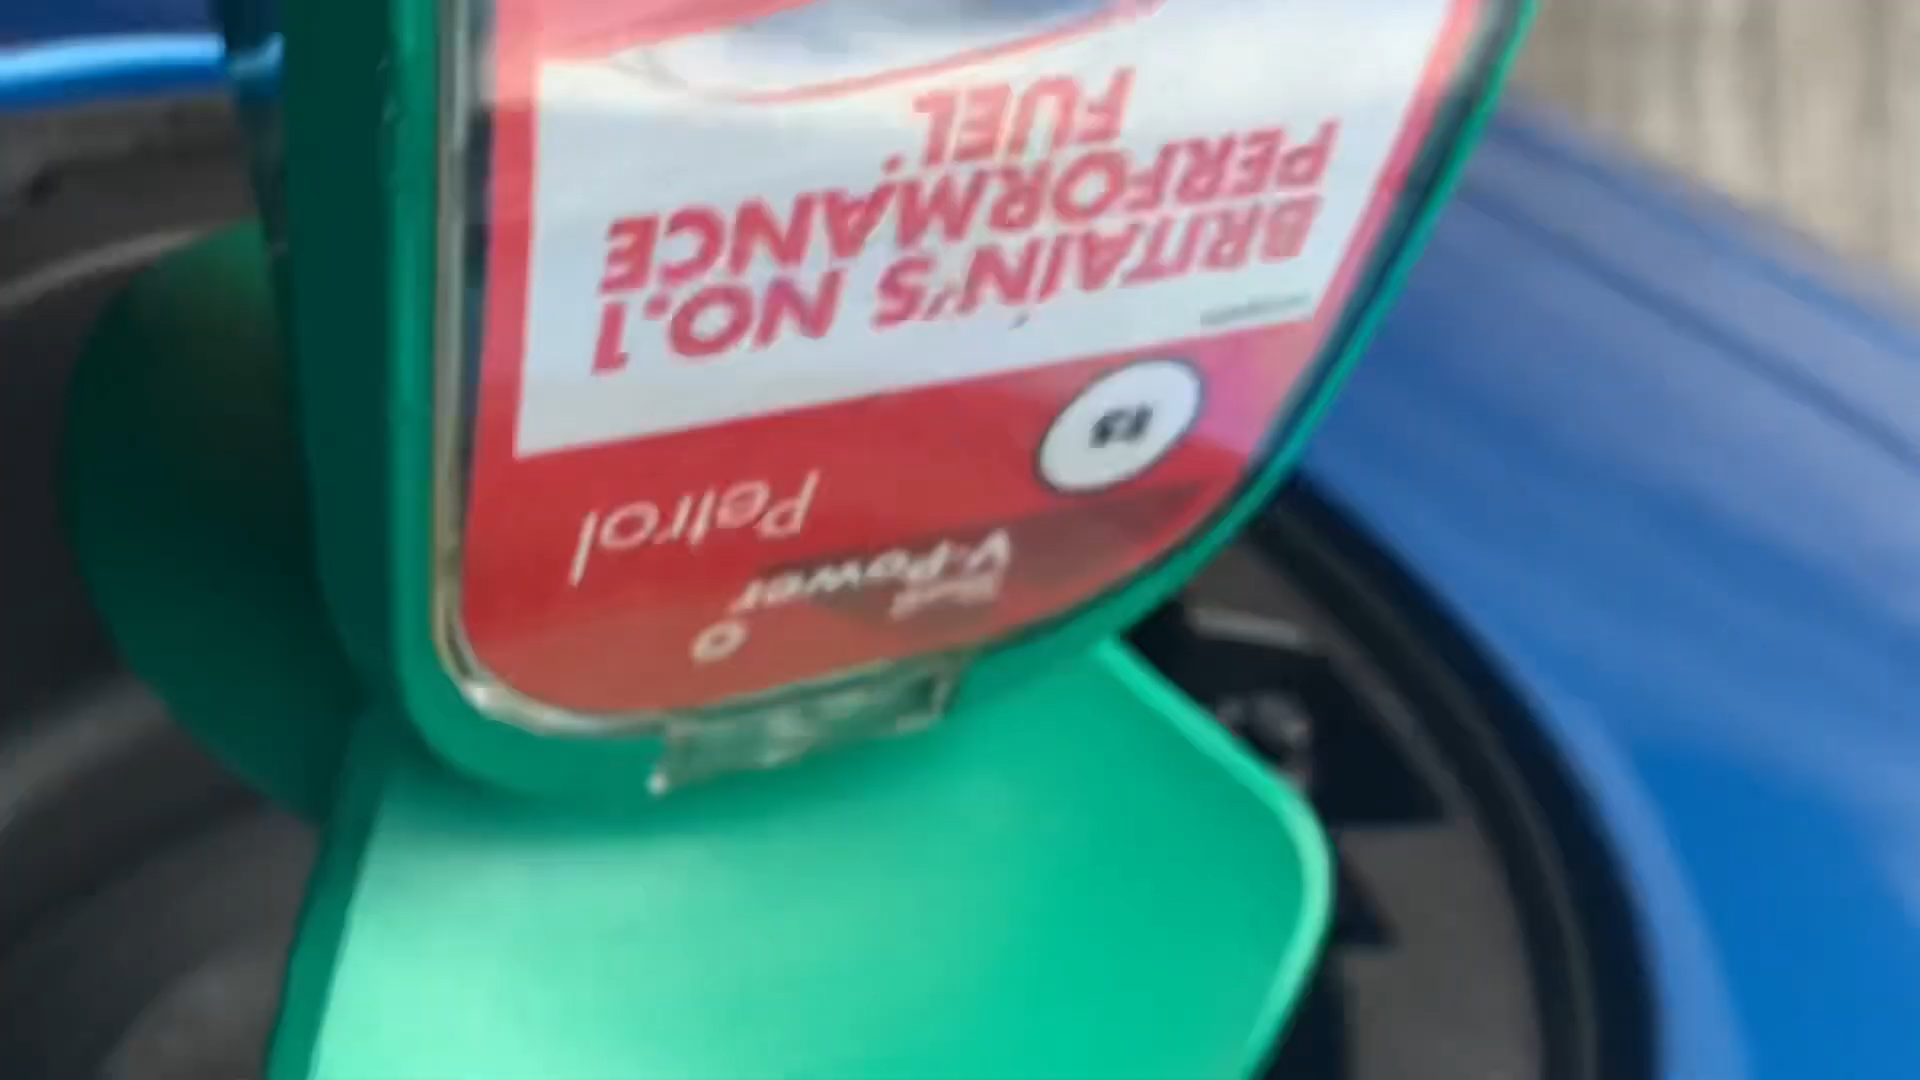 Shell
V-Power
Petrol
E5
BRITAIN'S NO.1
PERFORMANCE
FUEL*